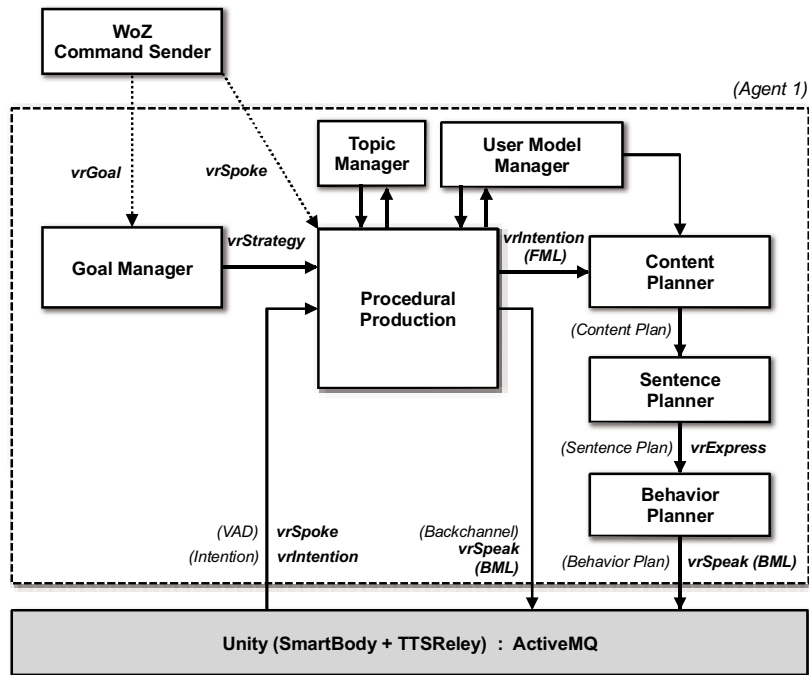 WoZ
Command Sender
(Agent 1)
vrGoal
vrSpoke
Topic
Manager
User Model
Manager
Goal Manager
vrStrategy
Procedural
Production
vrIntention
(FML)
Content
Planner
(Content Plan)
Sentence
Planner
(Sentence Plan) vrExpress
Behavior
Planner
(VAD) vrSpoke
(Intention) vrIntention
(Backchannel)
vrSpeak
(BML)
(Behavior Plan) vrSpeak (BML)
Unity (SmartBody + TTSReley) : ActiveMQ